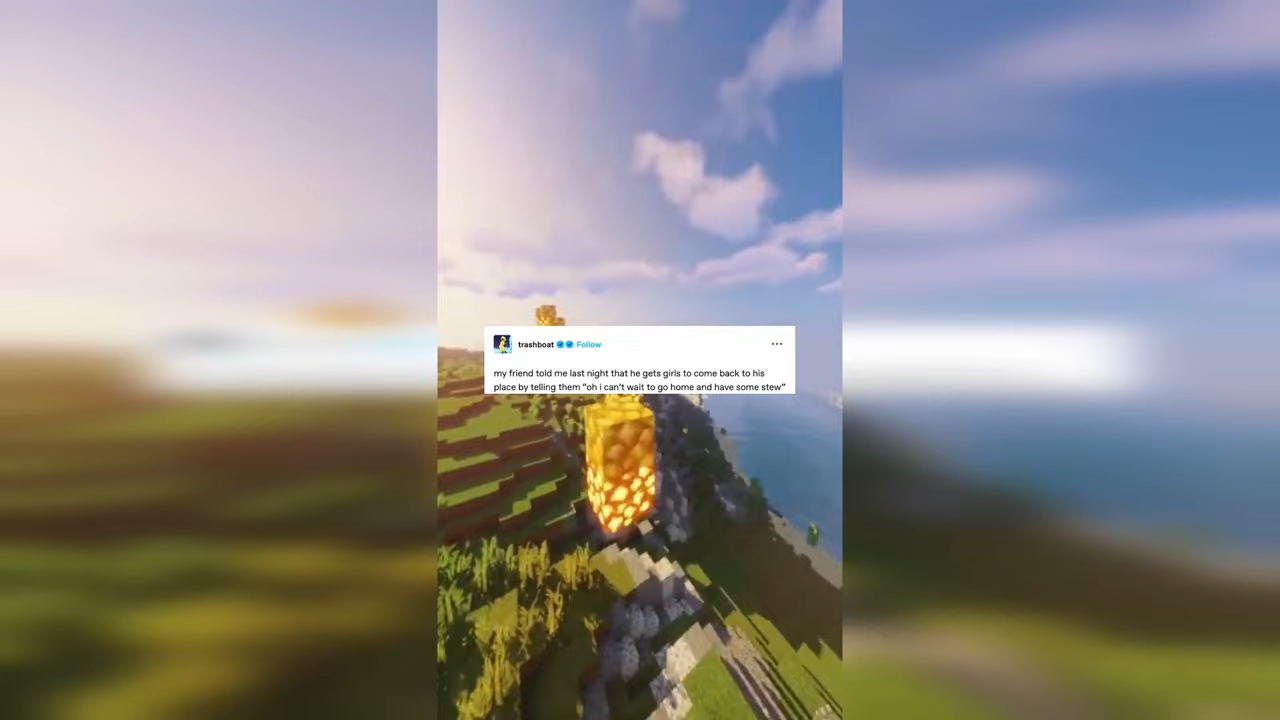 trashboat Follow
my friend told me last night that he gets girls to come back to his
place by telling them “oh i can't wait to go home and have some stew”